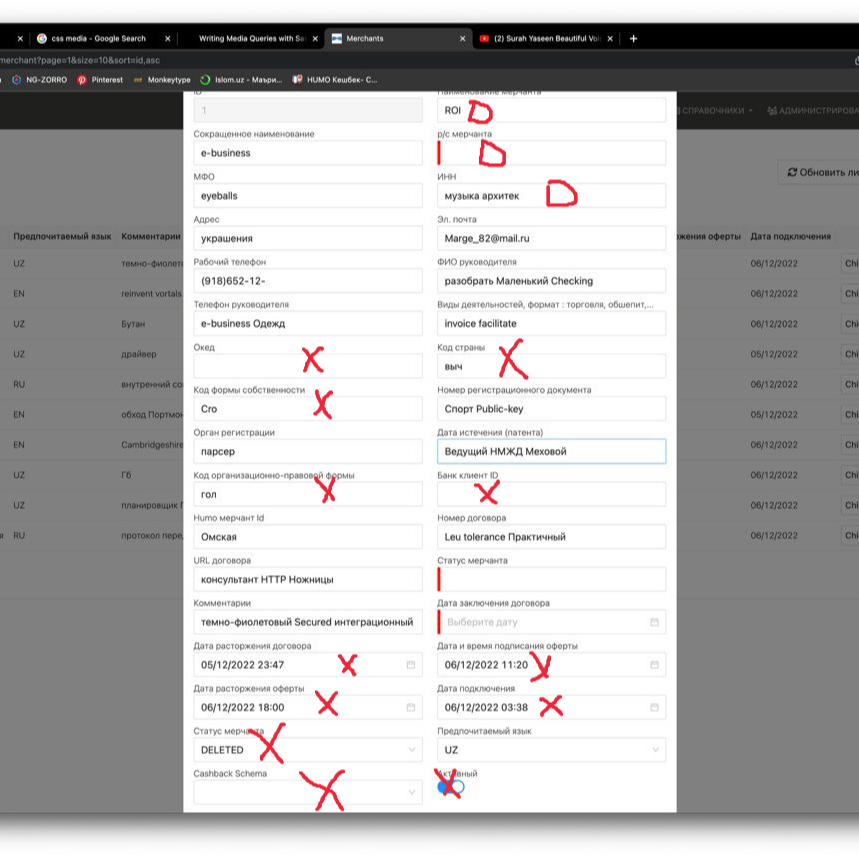 css media - Google Search
Writing Media Queries with Sa
Merchants
(2) Surah Yaseen Beautiful Voi
merchant?page=1&size=10&sort=id,asc
NG-ZORRO Pinterest mt Monkeytype Islom.uz - Маъри... HUMO Кешбек- С...
СПРАВОЧНИКИ АДМИНИСТРИРОВА
Обновить ли
ID Наименование мерчанта
1 ROI D
Сокращенное наименование р/с мерчанта
e-business D
МФО ИНН
eyeballs музыка архитек D
Адрес Эл. почта
украшения Marge_82@mail.ru
Рабочий телефон ФИО руководителя
(918)652-12- разобрать Маленький Checking
Телефон руководителя Виды деятельностей, формат : торговля, обшепит,...
e-business Одежд invoice facilitate
Окед Код страны
X выч X
Код формы собственности Номер регистрационного документа
Cro X Спорт Public-key
Орган регистрации Дата истечения (патента)
парсер Ведущий НМЖД Меховой
Код организационно-правовой формы Банк клиент ID
гол X X
Humo мерчант Id Номер договора
Омская Leu tolerance Практичный
URL договора Статус мерчанта
консультант HTTP Ножницы
Комментарии Дата заключения договора
темно-фиолетовый Secured интеграционный Выберите дату
Дата расторжения договора Дата и время подписания оферты
05/12/2022 23:47 X 06/12/2022 11:20 X
Дата расторжения оферты Дата подключения
06/12/2022 18:00 X 06/12/2022 03:38 X
Статус мерчанта Предпочитаемый язык
DELETED X UZ
Cashback Schema Активный
X X
Предпочитаемый язык Комментарии жения оферты Дата подключения
UZ темно-фиолет 06/12/2022 Chi
EN reinvent vortals 06/12/2022 Chi
UZ Бутан 06/12/2022 Chi
UZ драйвер 05/12/2022 Chi
RU внутренний со 06/12/2022 Chi
EN обход Портмон 05/12/2022 Chi
EN Cambridgeshire 06/12/2022 Chi
UZ Гб 06/12/2022 Chi
UZ планировщик 06/12/2022 Chi
RU протокол пере 06/12/2022 Chi